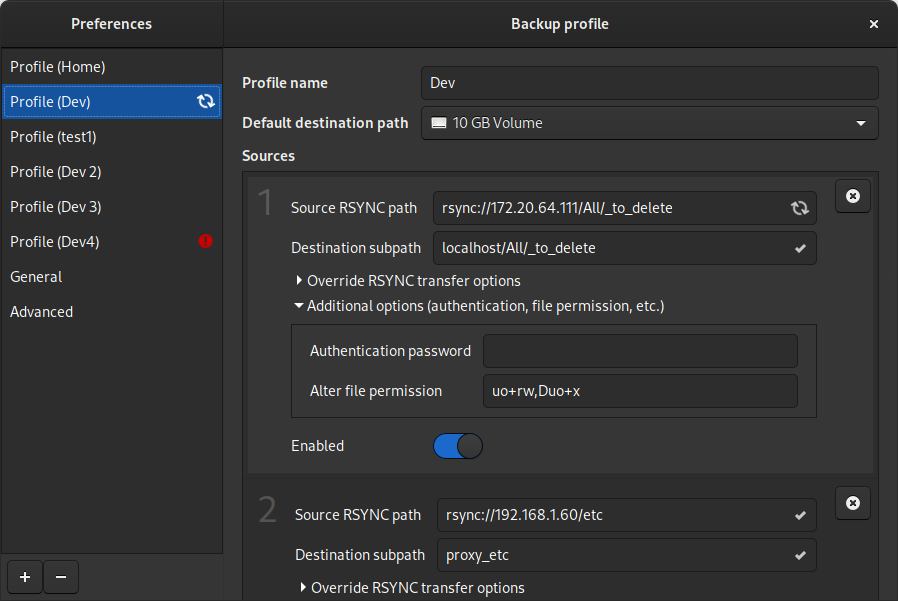 Preferences
Backup profile
Profile (Home)
Profile (Dev)
Profile (test1)
Profile (Dev 2)
Profile (Dev 3)
Profile (Dev4)
General
Advanced
Profile name
Dev
Default destination path
10 GB Volume
Sources
1
Source RSYNC path
rsync://172.20.64.111/All/_to_delete
Destination subpath
localhost/All/_to_delete
Override RSYNC transfer options
Additional options (authentication, file permission, etc.)
Authentication password
Alter file permission
uo+rw,Duo+x
Enabled
2
Source RSYNC path
rsync://192.168.1.60/etc
Destination subpath
proxy_etc
Override RSYNC transfer options